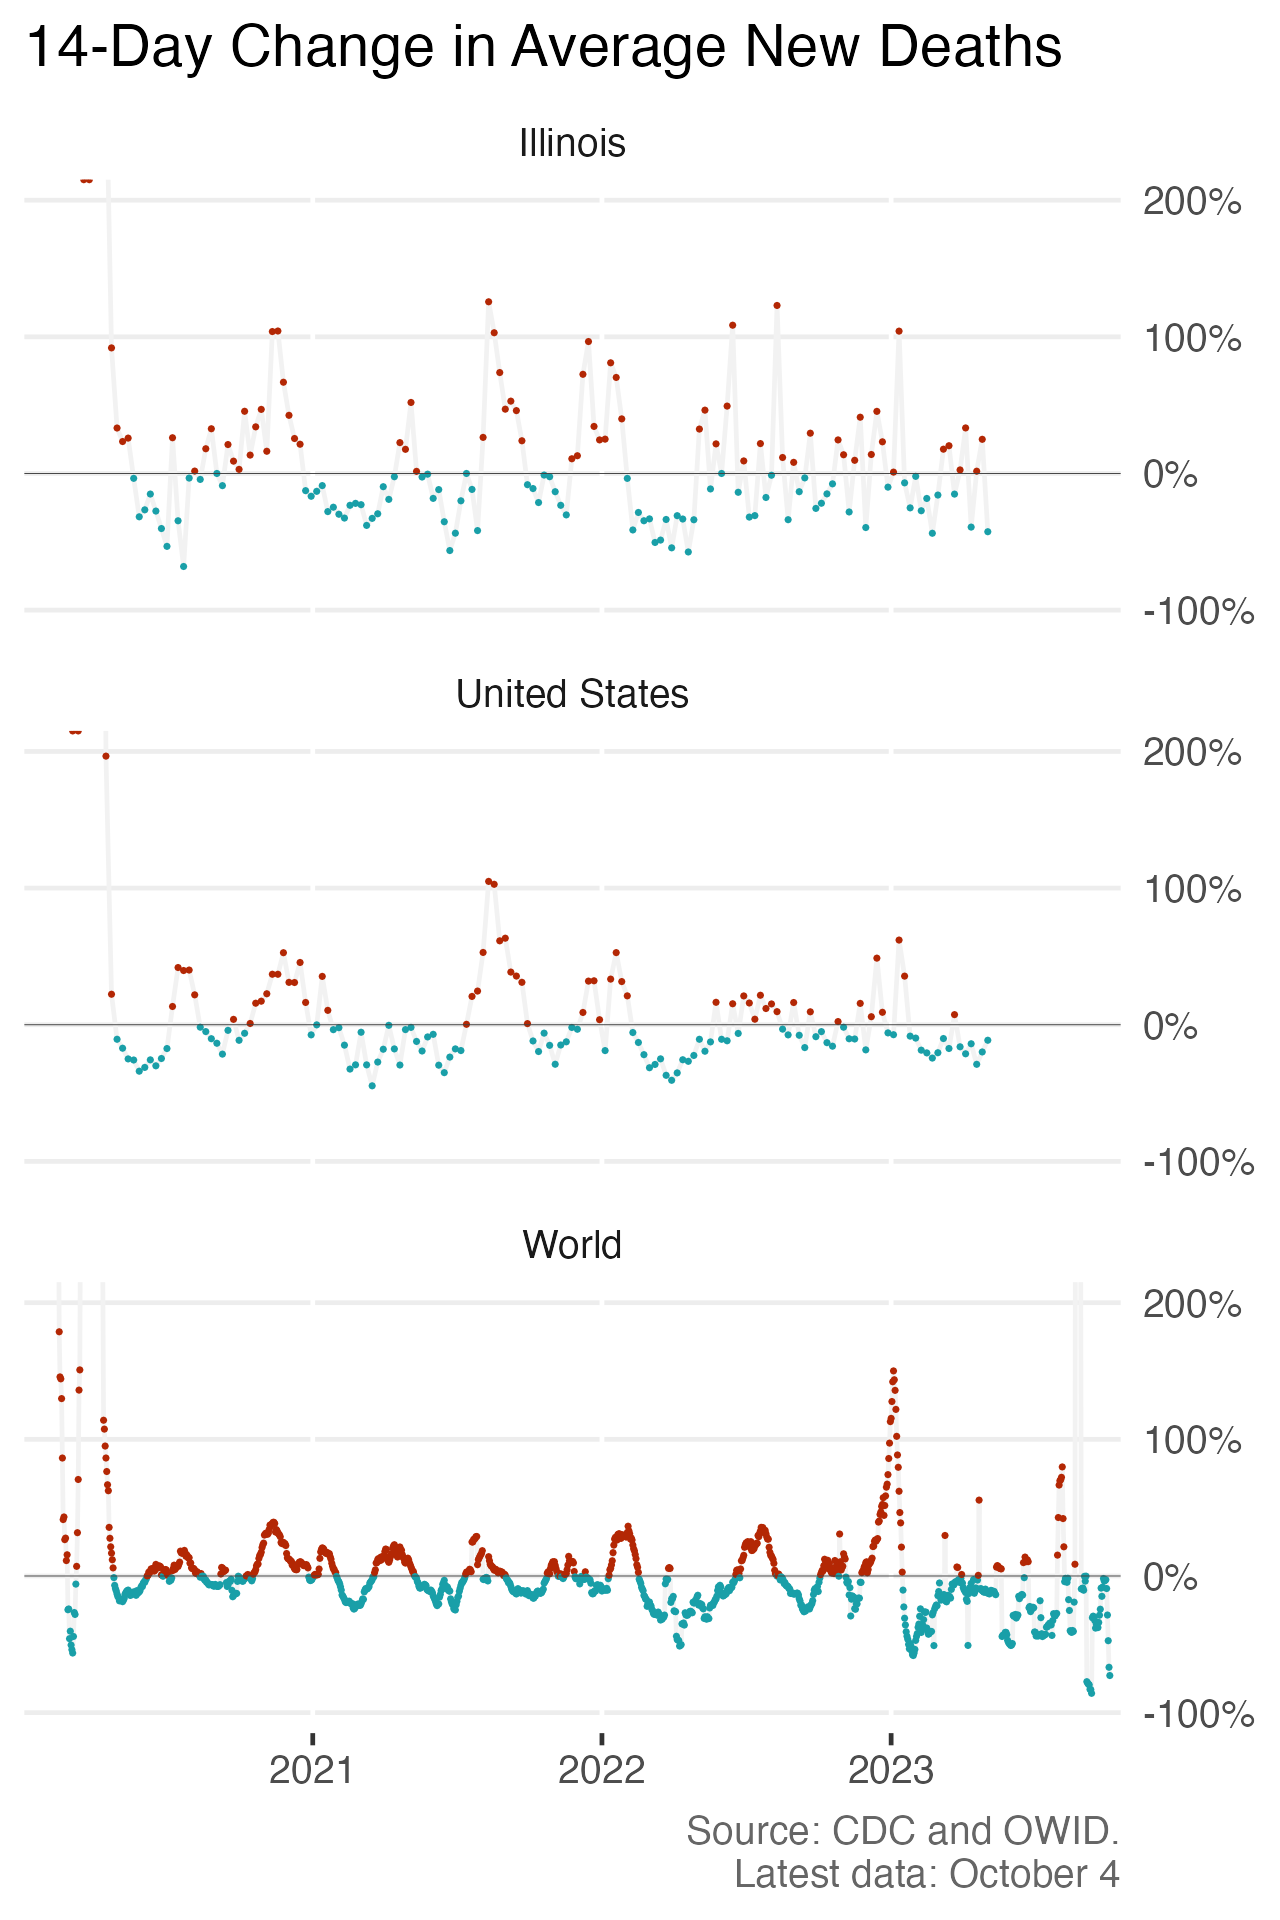 14-Day Change in Average New Deaths
Illinois
200%
100%
0%
-100%
United States
200%
100%
0%
-100%
World
200%
100%
0%
-100%
2021 2022 2023
Source: CDC and OWID.
Latest data: October 4